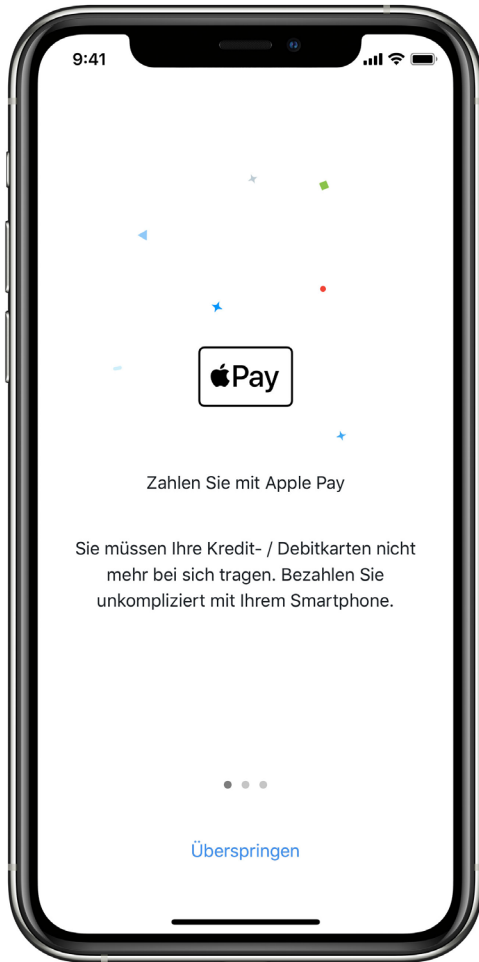 9:41
Pay
Zahlen Sie mit Apple Pay
Sie müssen Ihre Kredit- / Debitkarten nicht
mehr bei sich tragen. Bezahlen Sie
unkompliziert mit Ihrem Smartphone.
Überspringen